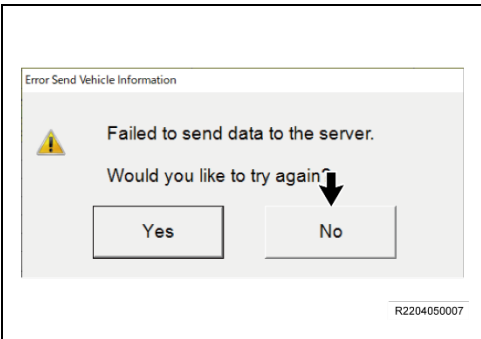 Error Send Vehicle Information
Failed to send data to the server.
Would you like to try again?
Yes
No
R2204050007